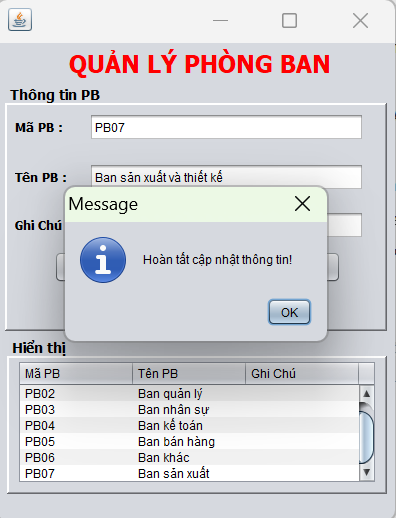 QUẢN LÝ PHÒNG BAN
Thông tin PB
Mã PB : PB07
Tên PB : Ban sản xuất và thiết kế
Ghi Chú
Message
Hoàn tất cập nhật thông tin!
OK
Hiển thị
Mã PB Tên PB Ghi Chú
PB02 Ban quản lý
PB03 Ban nhân sự
PB04 Ban kế toán
PB05 Ban bán hàng
PB06 Ban khác
PB07 Ban sản xuất